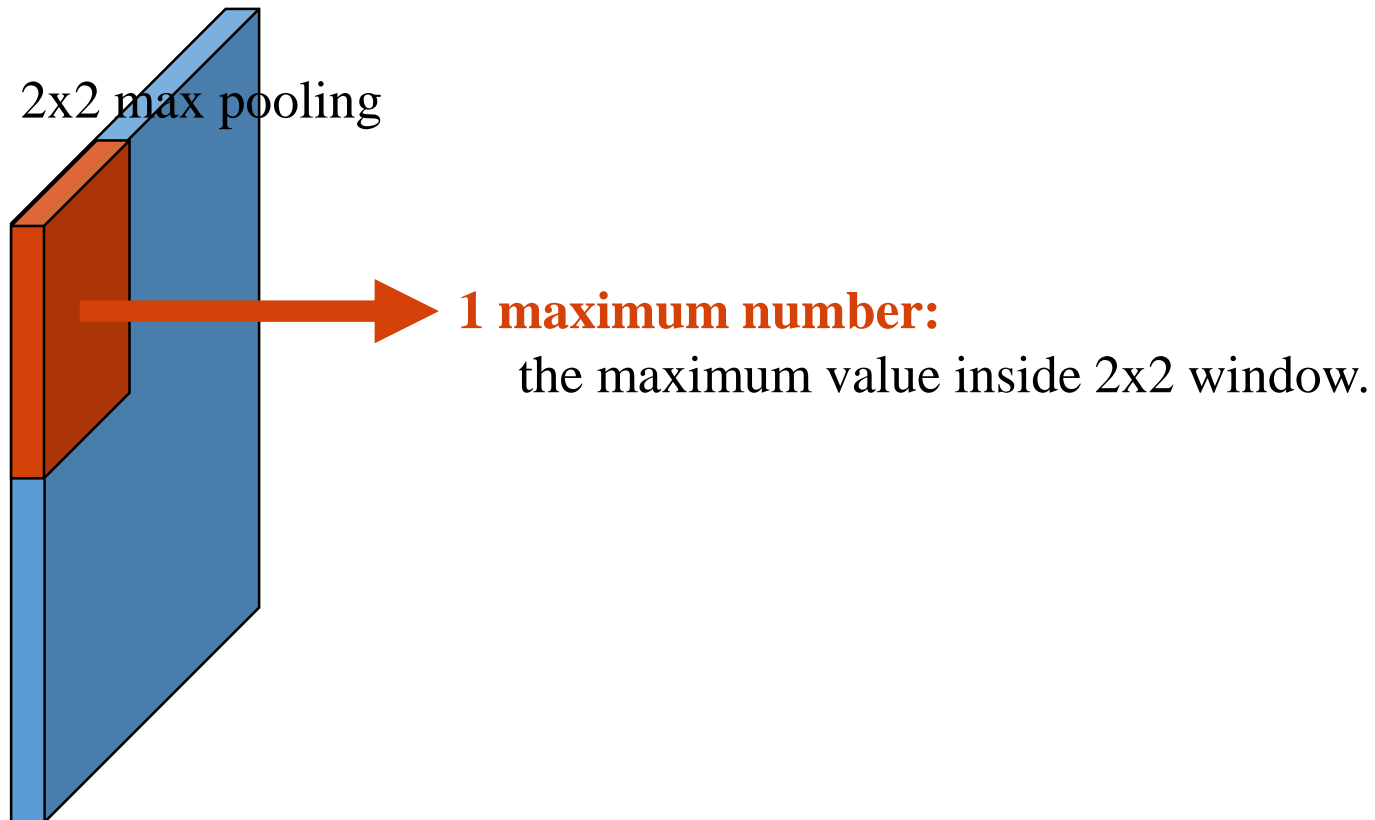 2x2 max pooling
1 maximum number:
the maximum value inside 2x2 window.